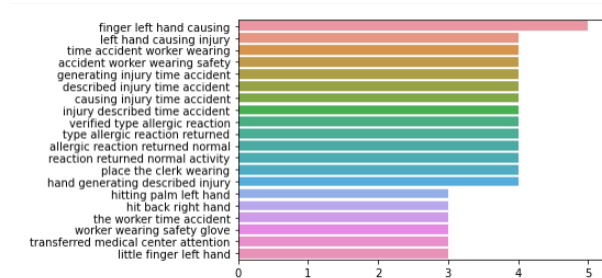 finger left hand causing
left hand causing injury
time accident worker wearing
accident worker wearing safety
generating injury time accident
described injury time accident
causing injury time accident
injury described time accident
verified type allergic reaction
type allergic reaction returned
allergic reaction returned normal
reaction returned normal activity
place the clerk wearing
hand generating described injury
hitting palm left hand
hit back right hand
the worker time accident
worker wearing safety glove
transferred medical center attention
little finger left hand
0 1 2 3 4 5